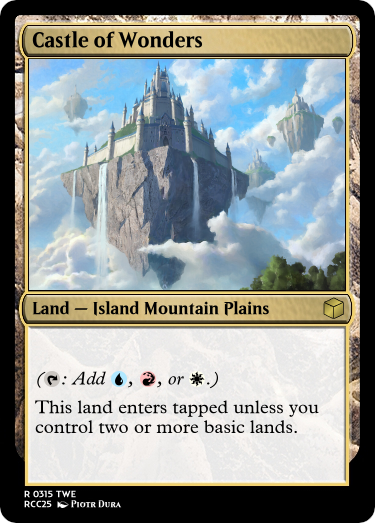 Castle of Wonders
Land — Island Mountain Plains
(: Add , , or .)
This land enters tapped unless you
control two or more basic lands.
R 0315 TWE
RCC25 Piotr Dura